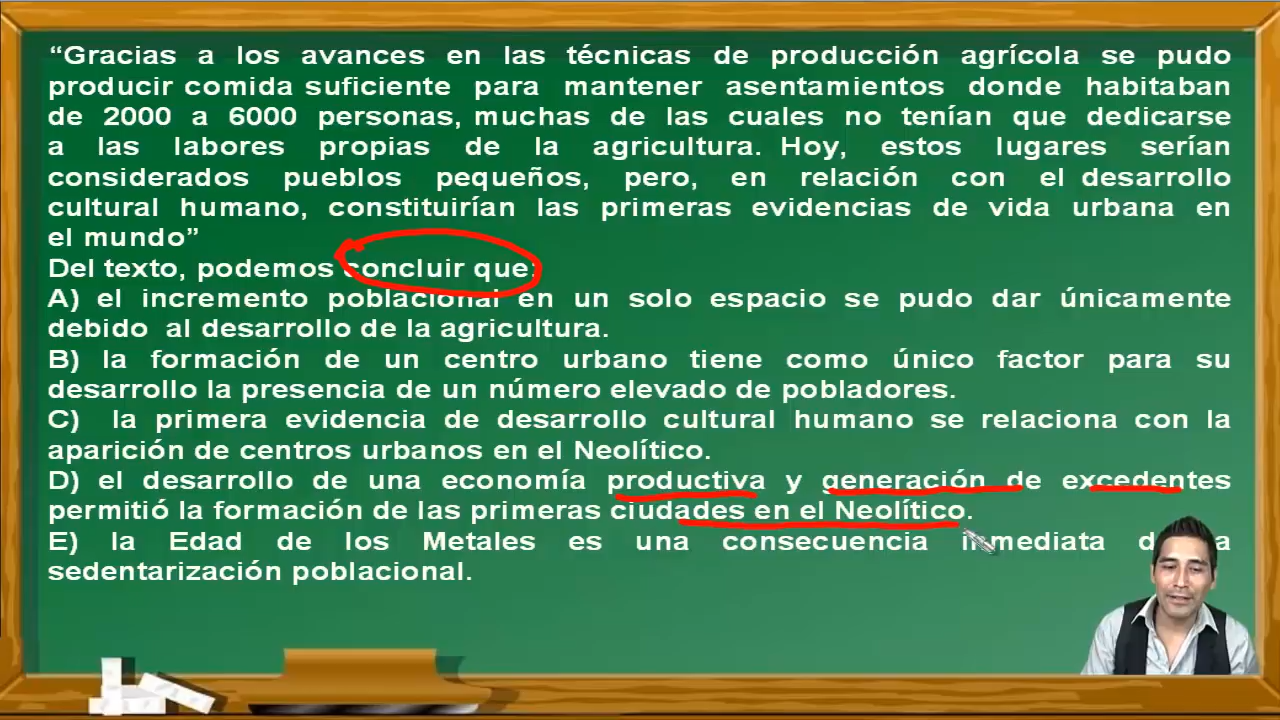 “Gracias a los avances en las técnicas de producción agrícola se pudo
producir comida suficiente para mantener asentamientos donde habitaban
de 2000 a 6000 personas, muchas de las cuales no tenían que dedicarse
a las labores propias de la agricultura. Hoy, estos lugares serían
considerados pueblos pequeños, pero, en relación con el desarrollo
cultural humano, constituirían las primeras evidencias de vida urbana en
el mundo”
Del texto, podemos concluir que:
A) el incremento poblacional en un solo espacio se pudo dar únicamente
debido al desarrollo de la agricultura.
B) la formación de un centro urbano tiene como único factor para su
desarrollo la presencia de un número elevado de pobladores.
C) la primera evidencia de desarrollo cultural humano se relaciona con la
aparición de centros urbanos en el Neolítico.
D) el desarrollo de una economía productiva y generación de excedentes
permitió la formación de las primeras ciudades en el Neolítico.
E) la Edad de los Metales es una consecuencia inmediata
sedentarización poblacional.